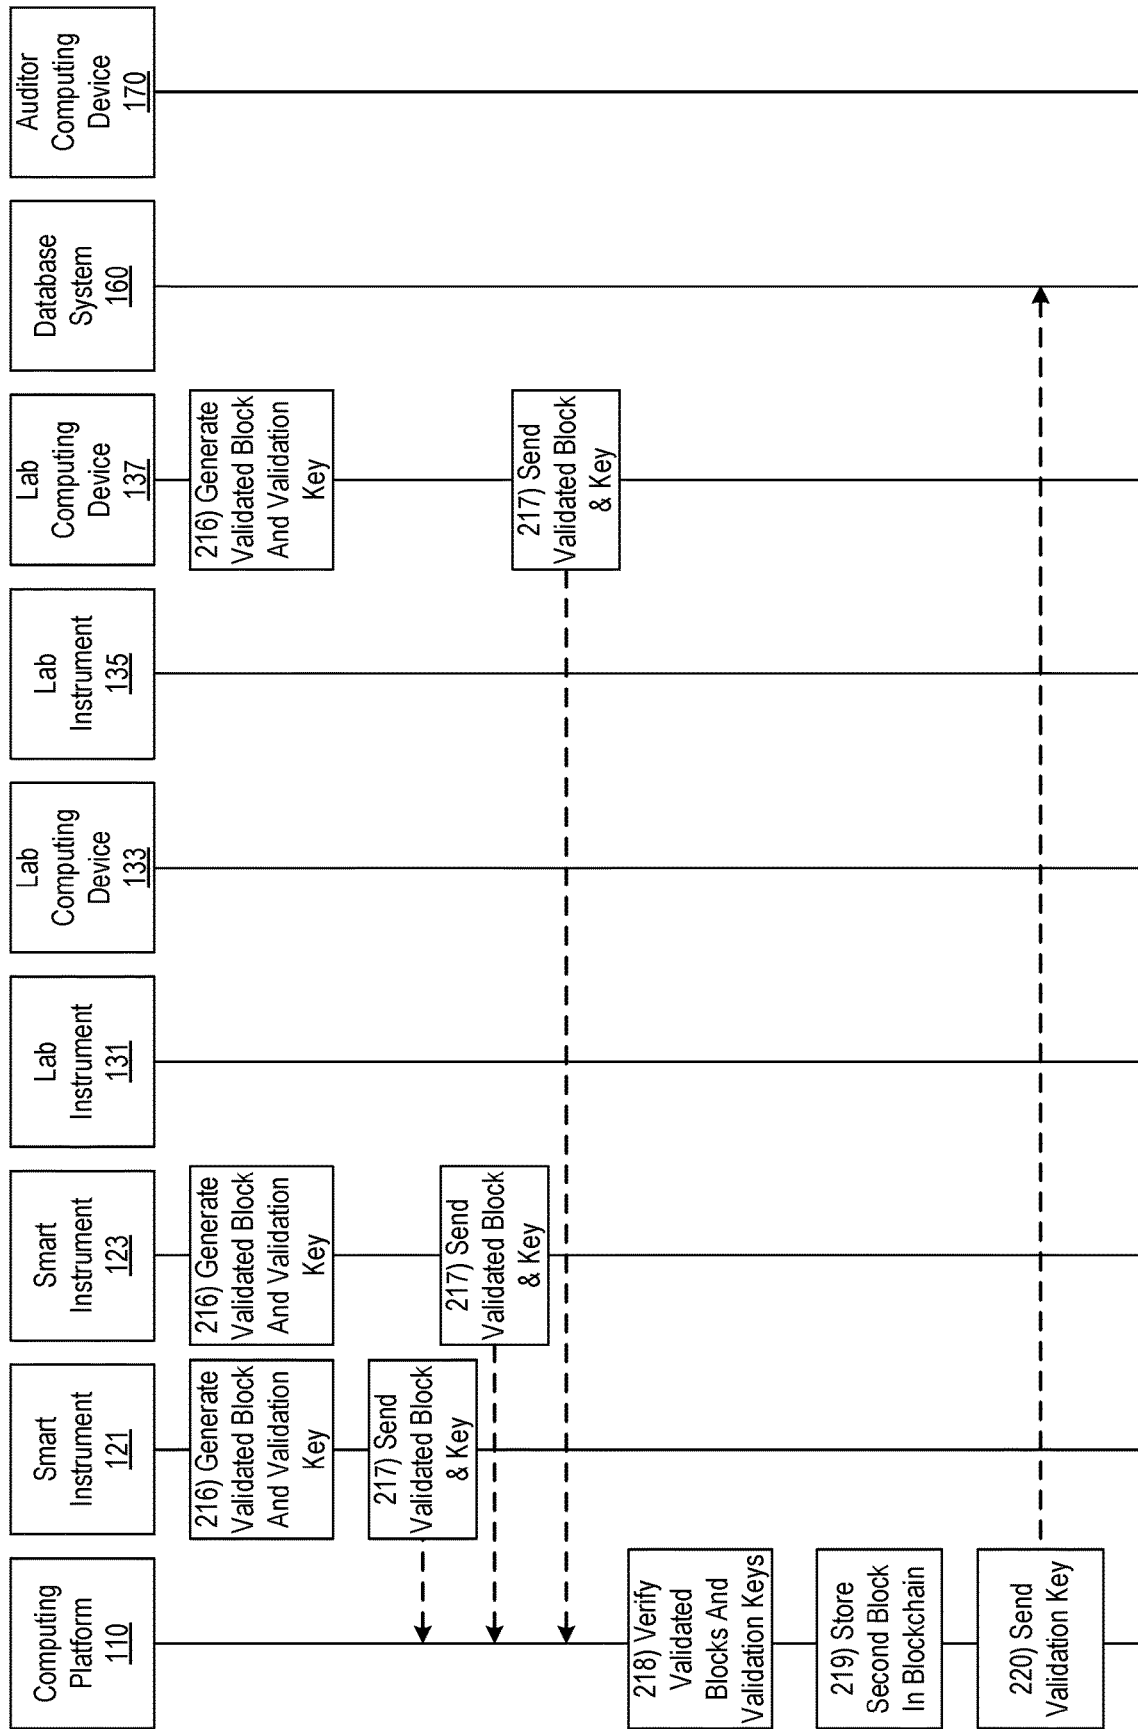 Computing
Platform
110
Smart
Instrument
121
Smart
Instrument
123
Lab
Instrument
131
Lab
Computing
Device
133
Lab
Instrument
135
Lab
Computing
Device
137
Database
System
160
Auditor
Computing
Device
170
216) Generate
Validated Block
And Validation
Key
216) Generate
Validated Block
And Validation
Key
216) Generate
Validated Block
And Validation
Key
217) Send
Validated Block
& Key
217) Send
Validated Block
& Key
217) Send
Validated Block
& Key
218) Verify
Validated
Blocks And
Validation Keys
219) Store
Second Block
In Blockchain
220) Send
Validation Key